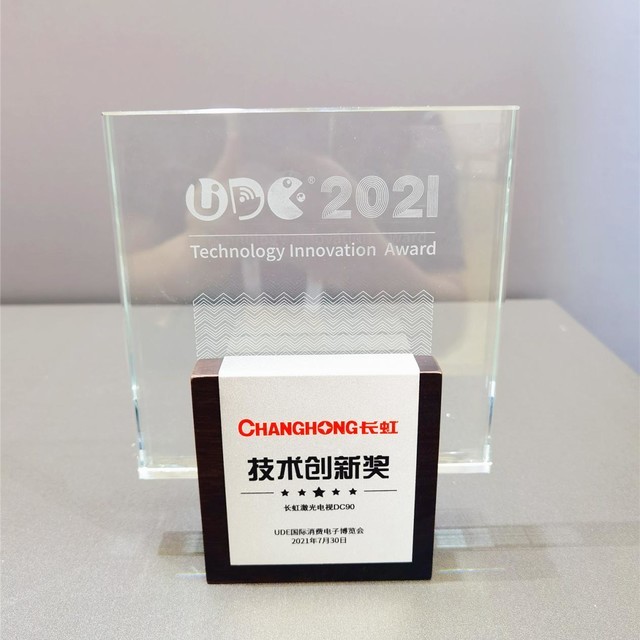 UDE® 2021
Technology Innovation Award
CHANGHONG长虹
技术创新奖
长虹激光电视DC90
UDE国际消费电子博览会
2021年7月30日